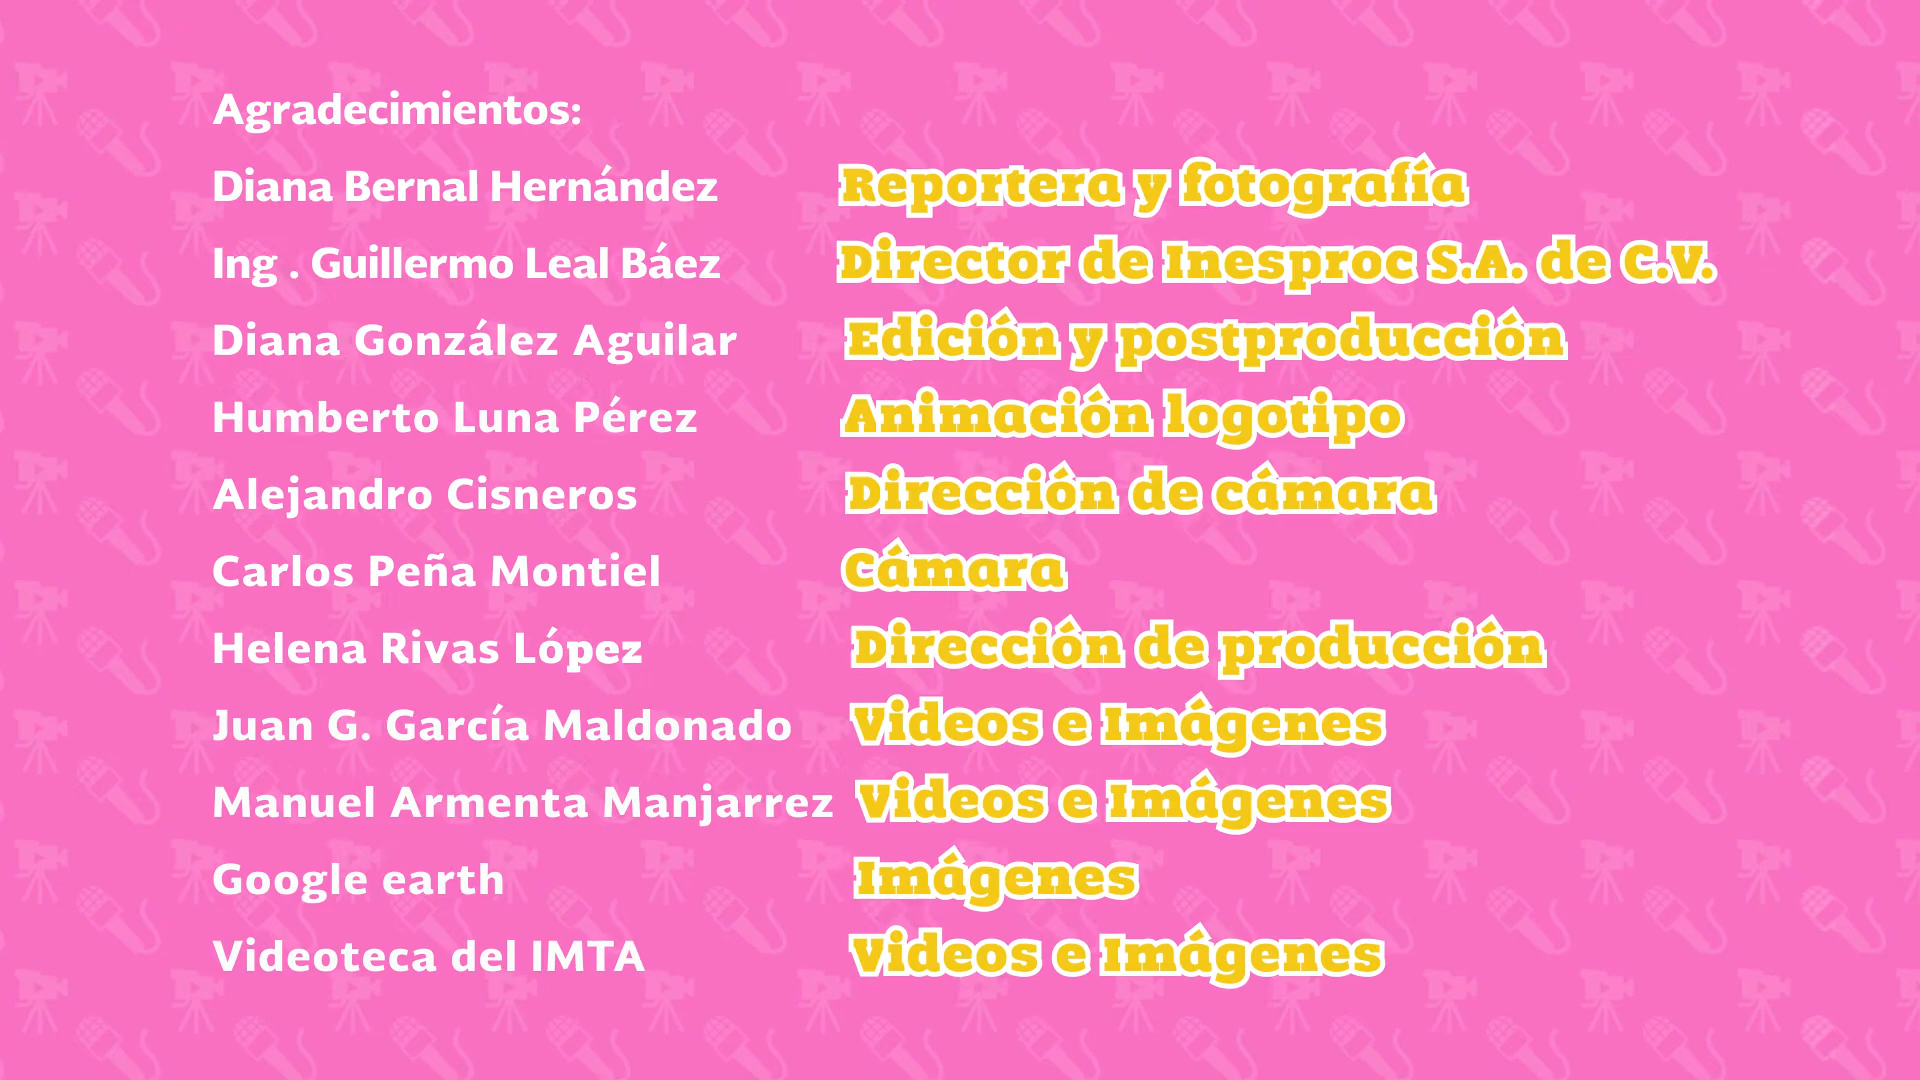 Agradecimientos:
Diana Bernal Hernández Reportera y fotografía
Ing . Guillermo Leal Báez Director de Inesproc S.A. de C.V.
Diana González Aguilar Edición y postproducción
Humberto Luna Pérez Animación logotipo
Alejandro Cisneros Dirección de cámara
Carlos Peña Montiel Cámara
Helena Rivas López Dirección de producción
Juan G. García Maldonado Videos e Imágenes
Manuel Armenta Manjarrez Videos e Imágenes
Google earth Imágenes
Videoteca del IMTA Videos e Imágenes